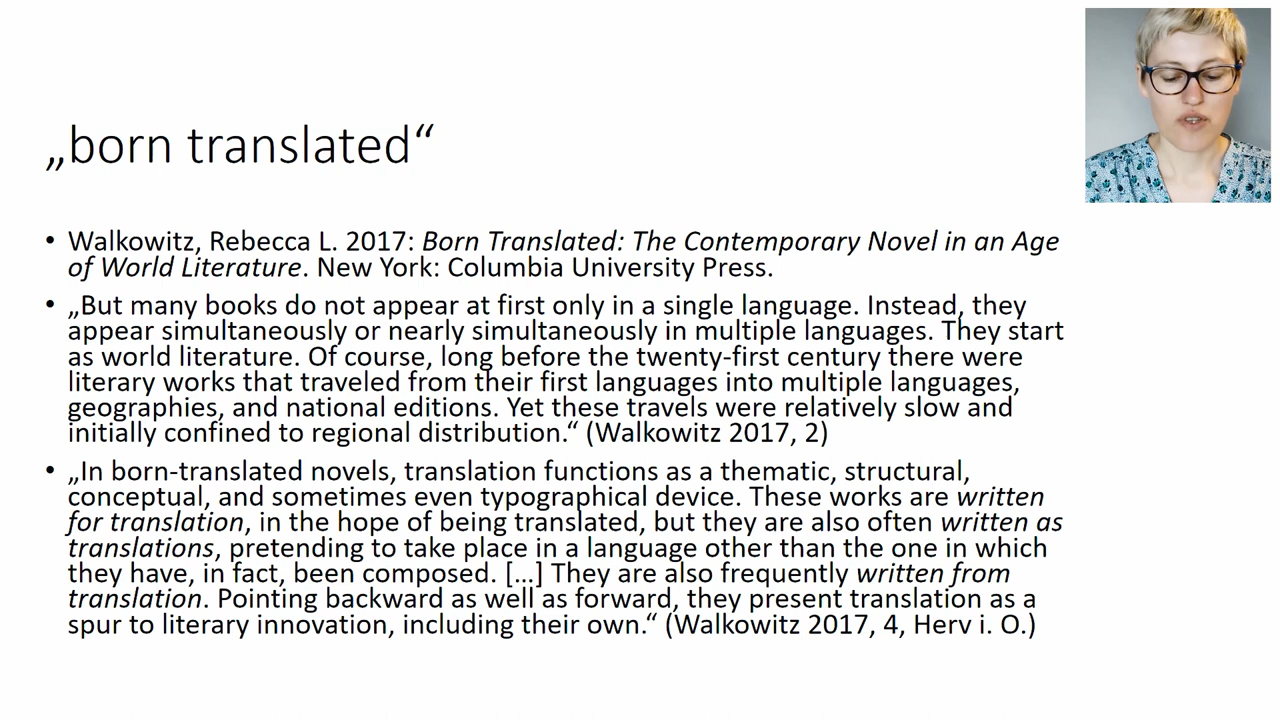 „born translated“
• Walkowitz, Rebecca L. 2017: Born Translated: The Contemporary Novel in an Age
of World Literature. New York: Columbia University Press.
• „But many books do not appear at first only in a single language. Instead, they
appear simultaneously or nearly simultaneously in multiple languages. They start
as world literature. Of course, long before the twenty-first century there were
literary works that traveled from their first languages into multiple languages,
geographies, and national editions. Yet these travels were relatively slow and
initially confined to regional distribution.“ (Walkowitz 2017, 2)
• „In born-translated novels, translation functions as a thematic, structural,
conceptual, and sometimes even typographical device. These works are written
for translation, in the hope of being translated, but they are also often written as
translations, pretending to take place in a language other than the one in which
they have, in fact, been composed. […] They are also frequently written from
translation. Pointing backward as well as forward, they present translation as a
spur to literary innovation, including their own.“ (Walkowitz 2017, 4, Herv i. O.)